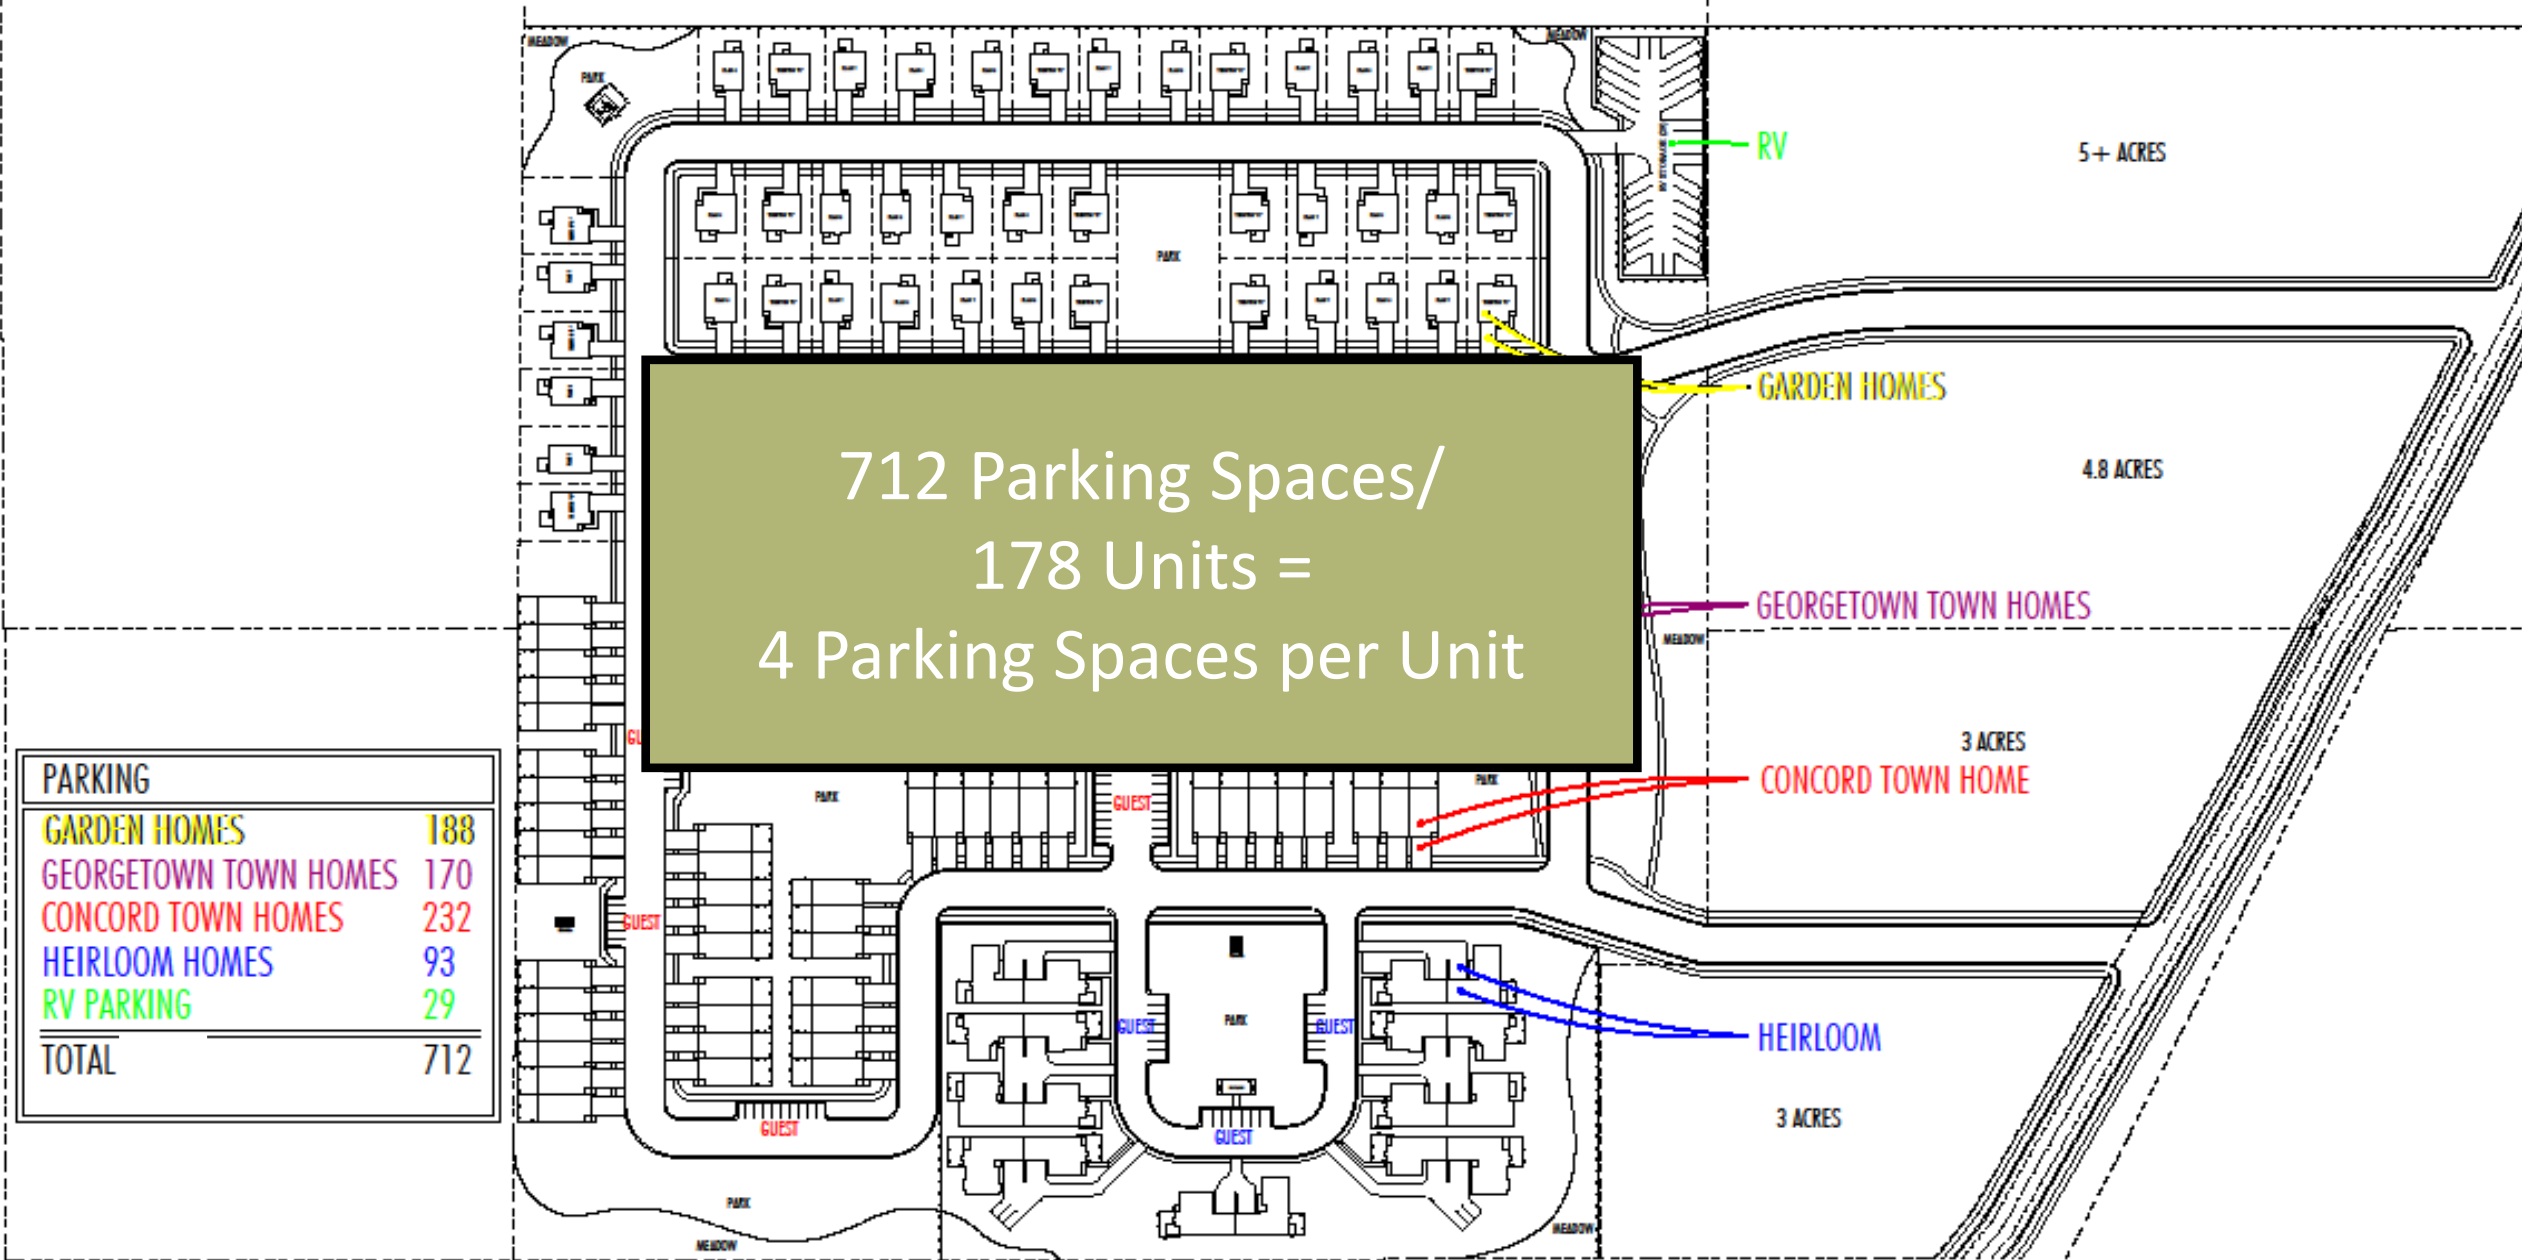 MEADOW
MEADOW
PARK
RV
5+ ACRES
PARK
GARDEN HOMES
712 Parking Spaces/
178 Units =
4 Parking Spaces per Unit
4.8 ACRES
GEORGETOWN TOWN HOMES
MEADOW
3 ACRES
PARK
CONCORD TOWN HOME
PARK
GUEST
PARKING
GARDEN HOMES 188
GEORGETOWN TOWN HOMES 170
CONCORD TOWN HOMES 232
HEIRLOOM HOMES 93
RV PARKING 29
TOTAL 712
GUEST
GUEST
PARK
GUEST
HEIRLOOM
3 ACRES
GUEST
GUEST
PARK
MEADOW
MEADOW